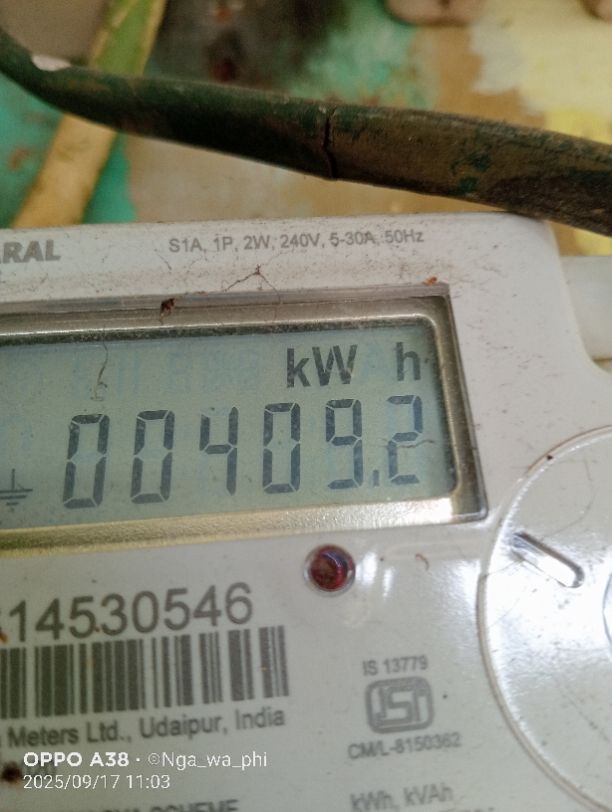 S1A, 1P, 2W, 240V, 5-30A, 50Hz
kW h
00409.2
14530546
Meters Ltd., Udaipur, India
IS 13779
ISI
CM/L-8150362
kWh, kVAh
OPPO A38 · ©Nga_wa_phi
2025/09/17 11:03